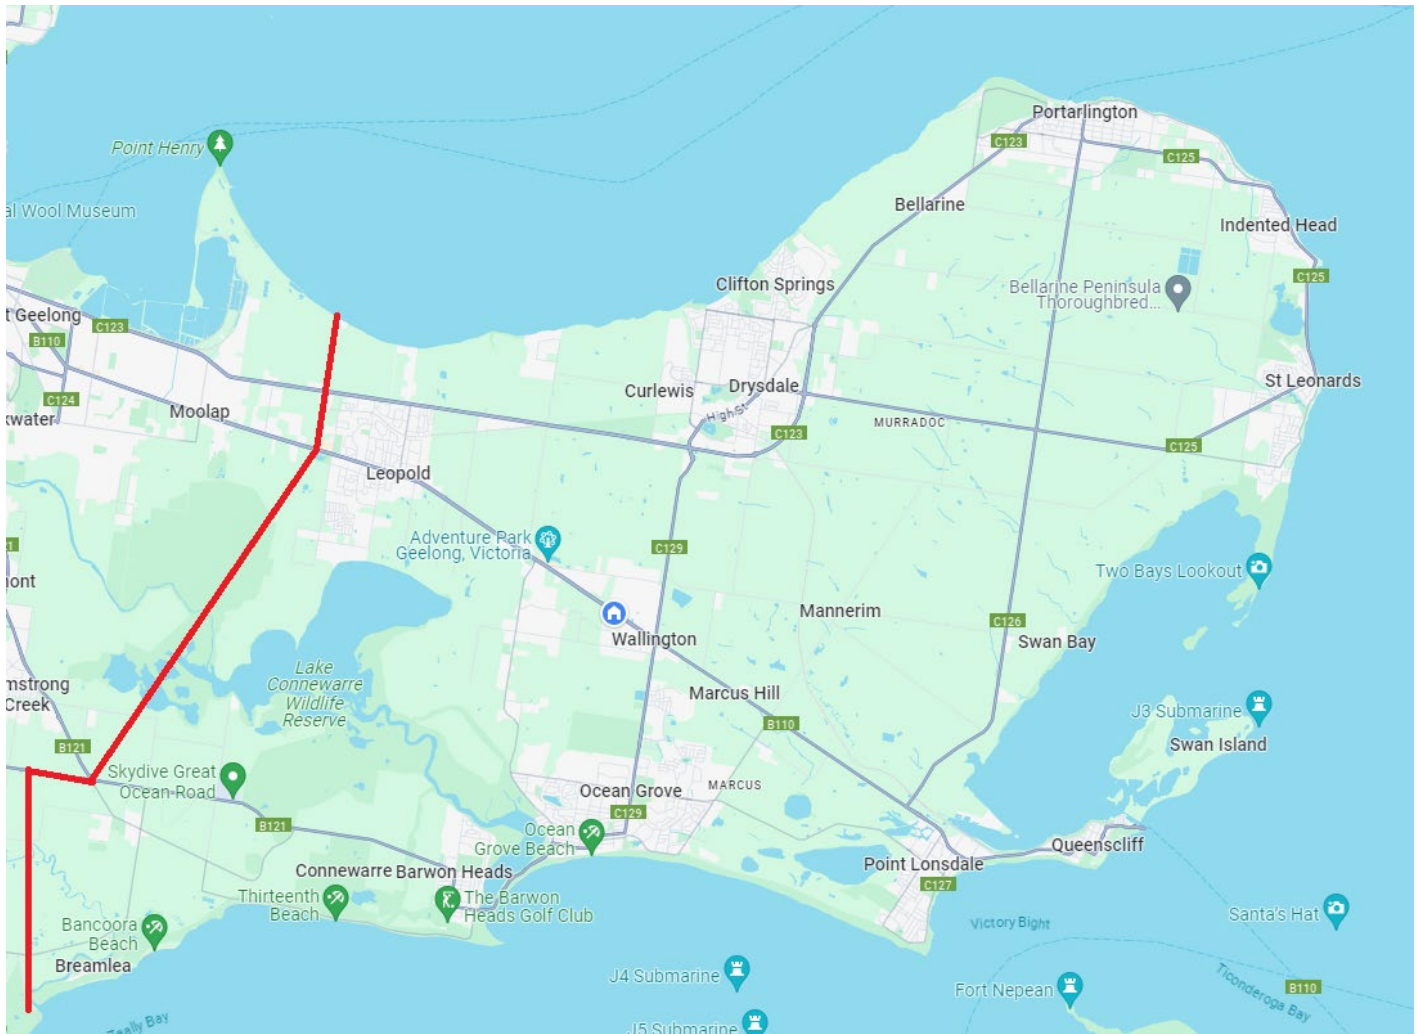 Portarlington
C123
C125
Point Henry
Bellarine
al Wool Museum
Indented Head
C125
Clifton Springs
Bellarine Peninsula
Thoroughbred...
t Geelong
C123
B110
Curlewis
Drysdale
St Leonards
C124
Moolap
High St
MURRADOC
xwater
C123
C125
Leopold
Adventure Park
Geelong, Victoria
C129
Two Bays Lookout
1
nont
Mannerim
C126
Wallington
Swan Bay
Lake
Connewarre
Wildlife
Reserve
mstrong
Creek
Marcus Hill
J3 Submarine
B110
Swan Island
B121
Skydive Great
Ocean Road
Ocean Grove
MARCUS
C129
B121
Ocean
Grove Beach
Queenscliff
Point Lonsdale
Connewarre
Barwon Heads
C127
Thirteenth
Beach
The Barwon
Heads Golf Club
Santa's Hat
Bancoora
Beach
Victory Bight
Breamlea
J4 Submarine
Fort Nepean
Ticonderoga Bay
B110
Zeally Bay
J5 Submarine